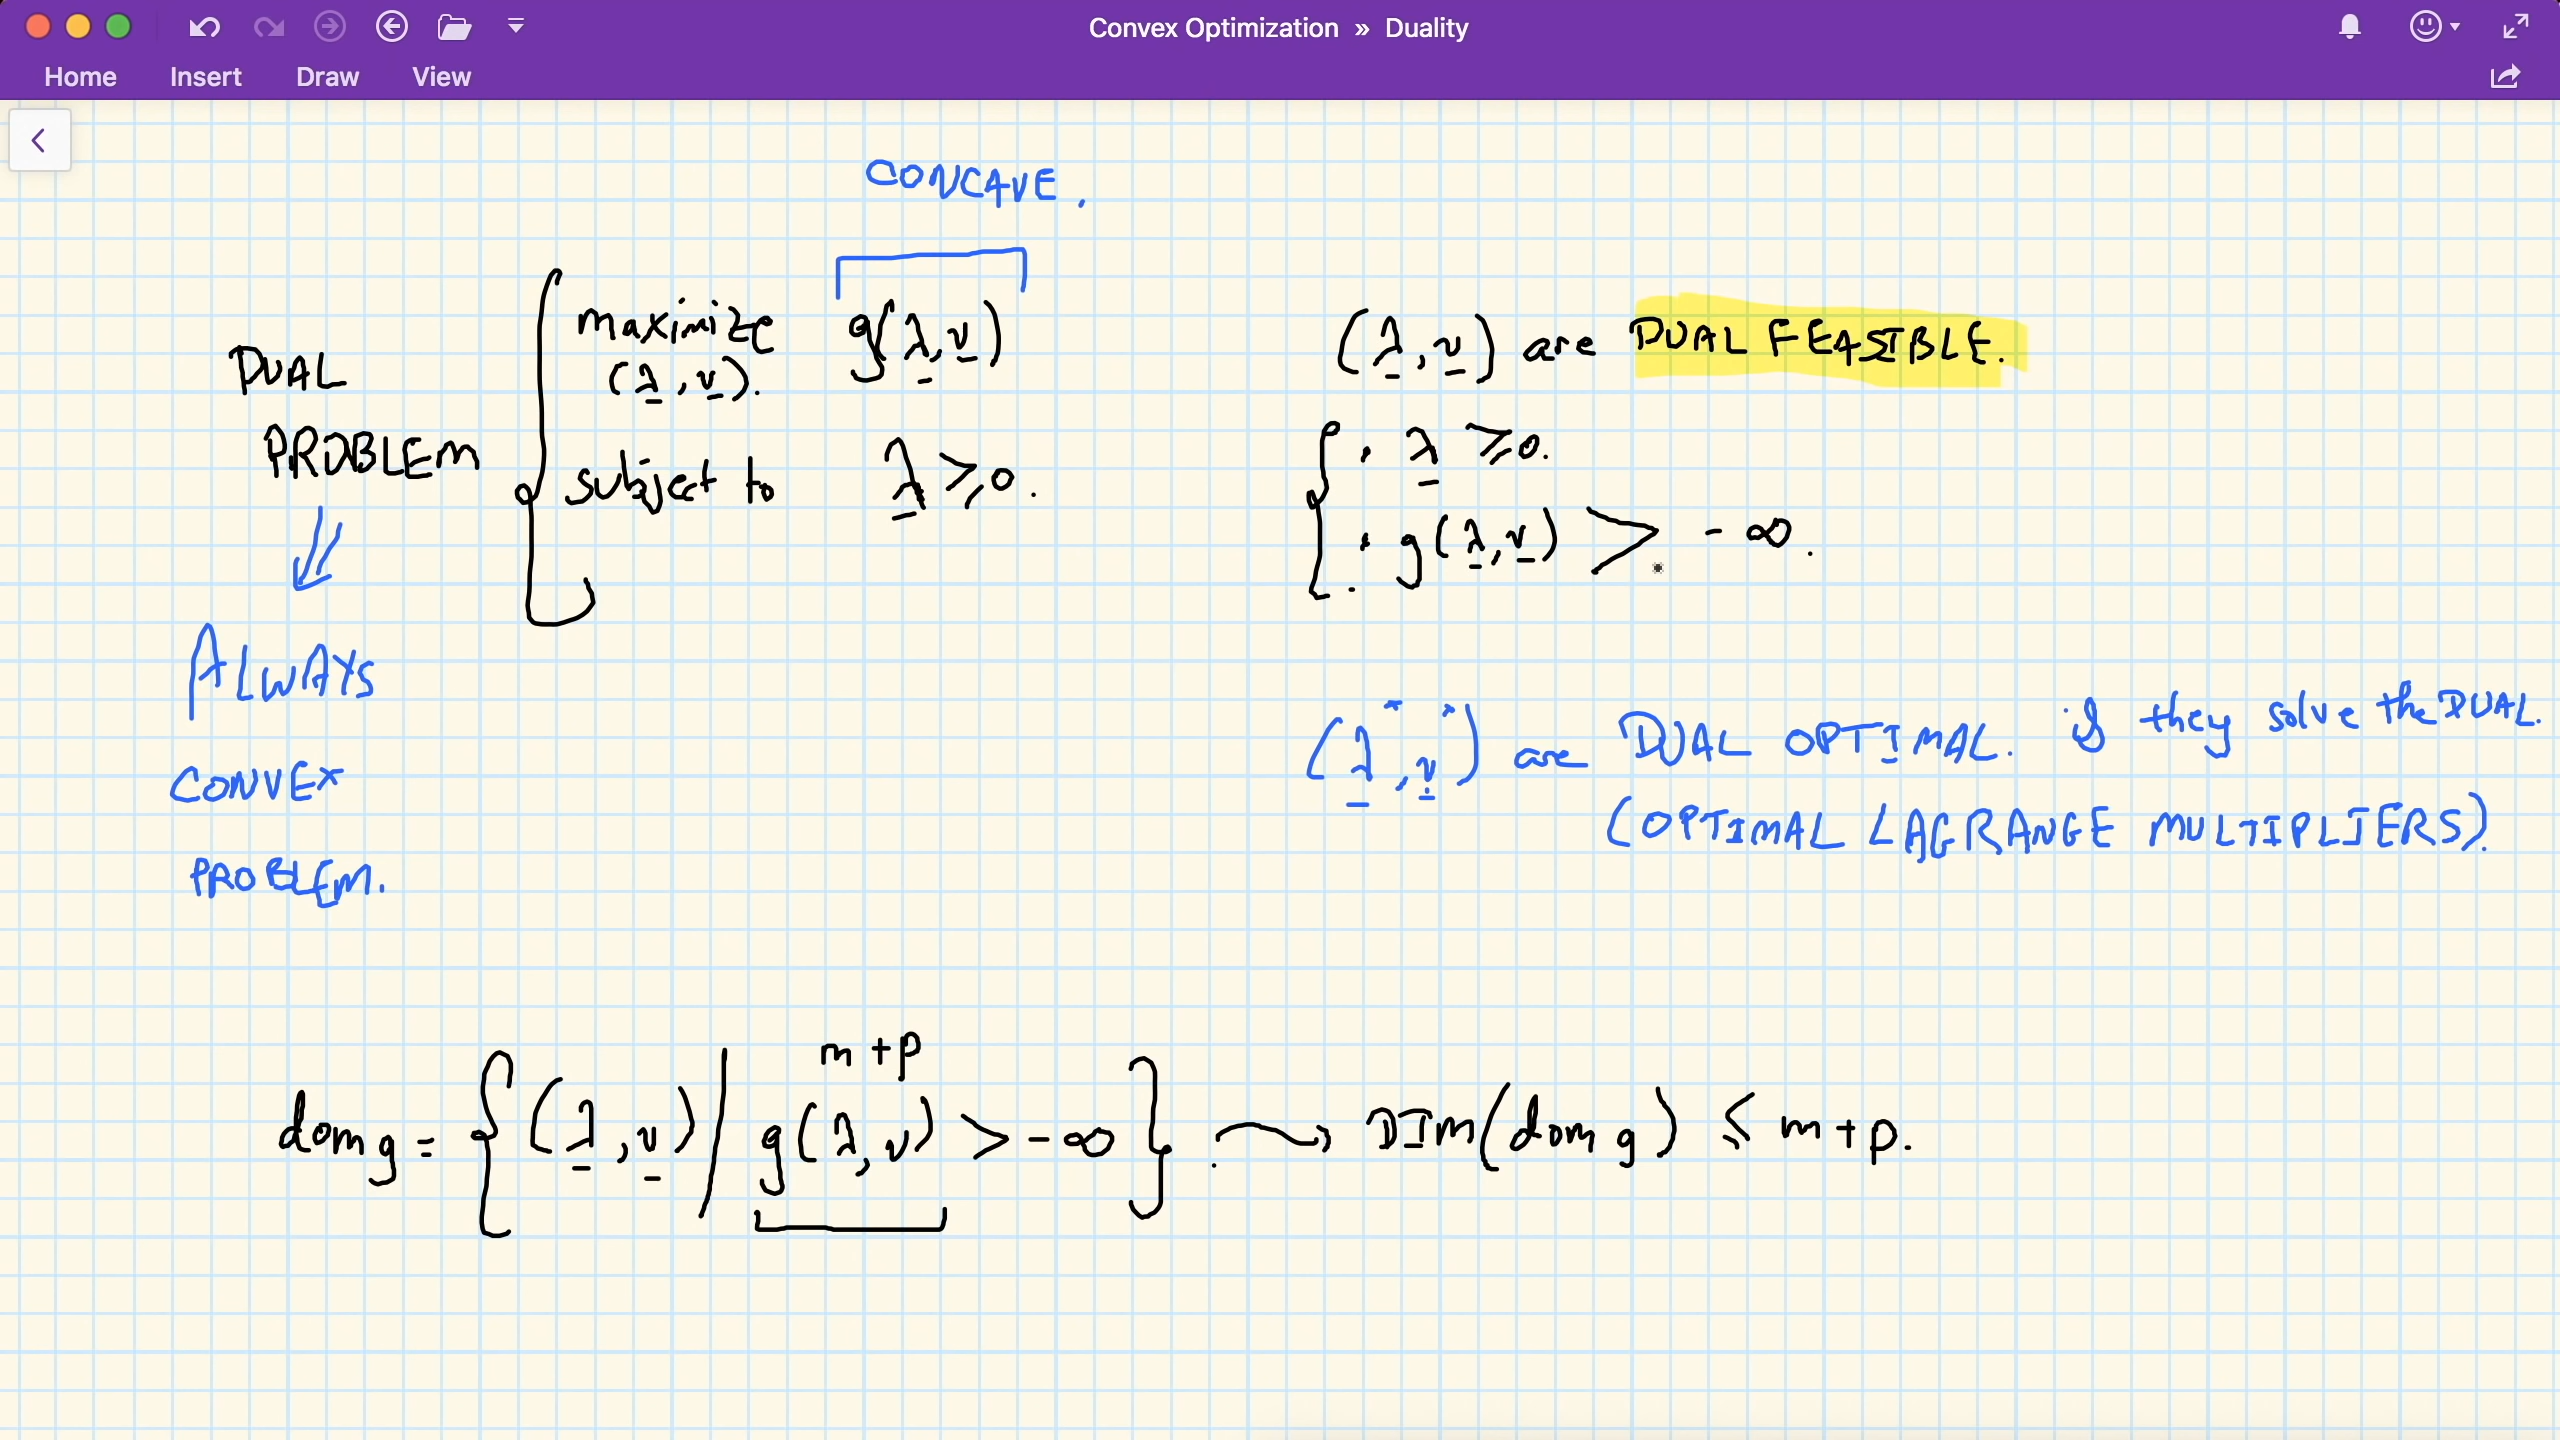 Convex Optimization » Duality
Home Insert Draw View
CONCAVE.
DUAL PROBLEM
maximize g(λ, ν)
(λ, ν).
subject to λ ≥ 0.
ALWAYS
CONVEX
PROBLEM.
(λ, ν) are DUAL FEASIBLE.
• λ ≥ 0.
• g(λ, ν) > -∞.
(λ*, ν*) are DUAL OPTIMAL. if they solve the DUAL.
(OPTIMAL LAGRANGE MULTIPLIERS).
m + p
dom g = { (λ, ν) | g(λ, ν) > -∞ }. → DIM(dom g) ≤ m + p.